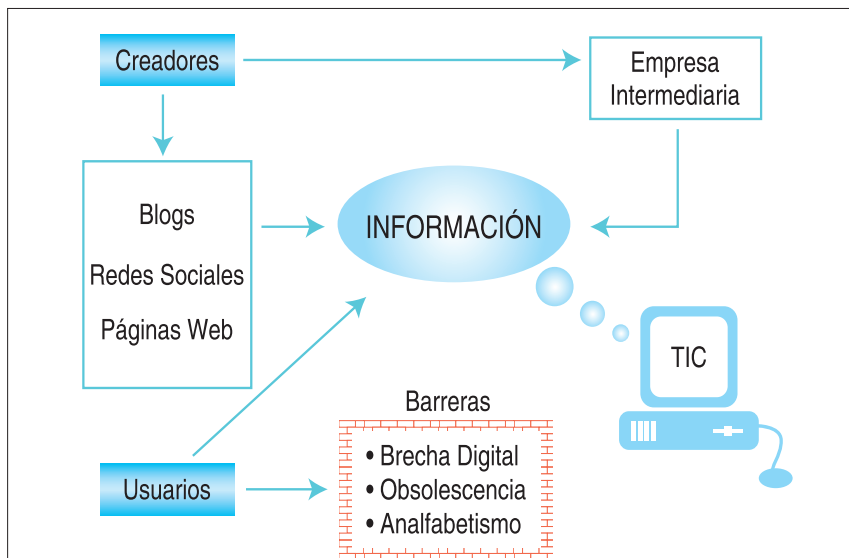 Creadores
Empresa
Intermediaria
Blogs
Redes Sociales
Páginas Web
INFORMACIÓN
TIC
Barreras
• Brecha Digital
• Obsolescencia
• Analfabetismo
Usuarios